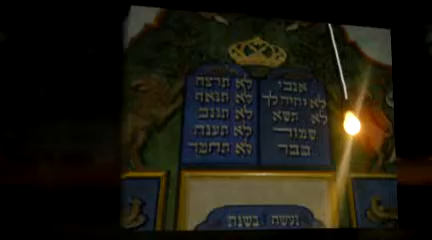 אנכי
לא יהיה לך
לא תשא
שמור
כבד
לא תרצח
לא תנאף
לא תגנב
לא תענה
לא תחמד
נעשה בשנת